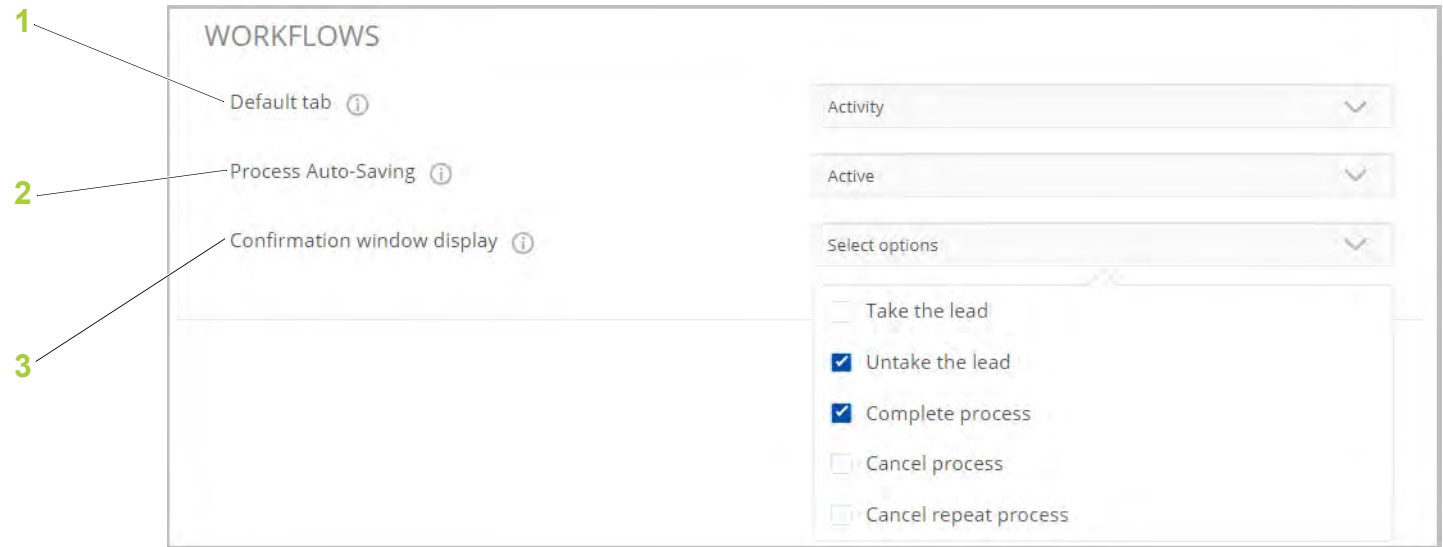 WORKFLOWS
1
Default tab
Activity
2
Process Auto-Saving
Active
3
Confirmation window display
Select options
Take the lead
Untake the lead
Complete process
Cancel process
Cancel repeat process